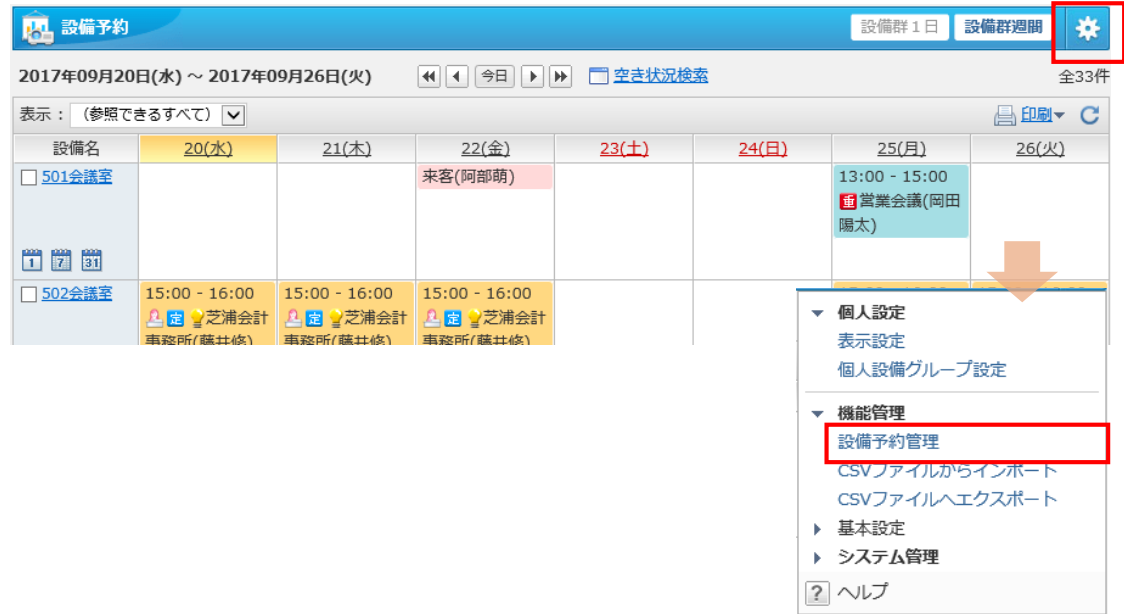 設備予約
設備群1日 設備群週間
2017年09月20日(水) ～ 2017年09月26日(火) 今日 空き状況検索 全33件
表示： (参照できるすべて) 印刷
設備名 20(水) 21(木) 22(金) 23(土) 24(日) 25(月) 26(火)
501会議室 来客(阿部萌) 13:00 - 15:00
重 営業会議(岡田
陽太)
1 7 31
502会議室 15:00 - 16:00 15:00 - 16:00 15:00 - 16:00
定 芝浦会計 定 芝浦会計 定 芝浦会計
事務所(藤井修) 事務所(藤井修) 事務所(藤井修)
個人設定
表示設定
個人設備グループ設定
機能管理
設備予約管理
CSVファイルからインポート
CSVファイルへエクスポート
基本設定
システム管理
? ヘルプ